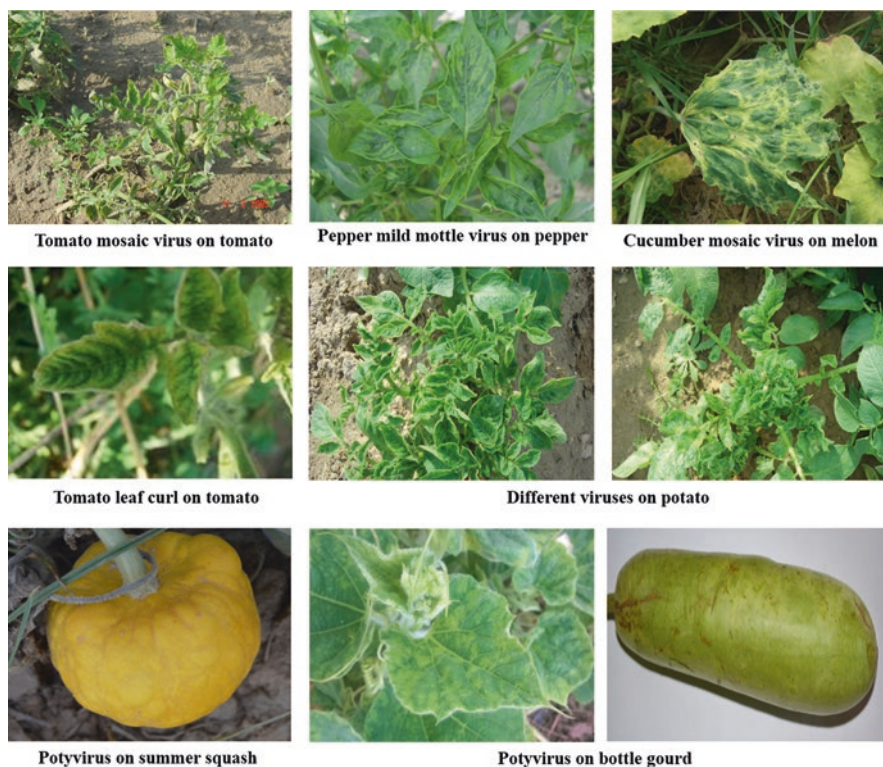 Tomato mosaic virus on tomato
Pepper mild mottle virus on pepper
Cucumber mosaic virus on melon
Tomato leaf curl on tomato
Different viruses on potato
Potyvirus on summer squash
Potyvirus on bottle gourd